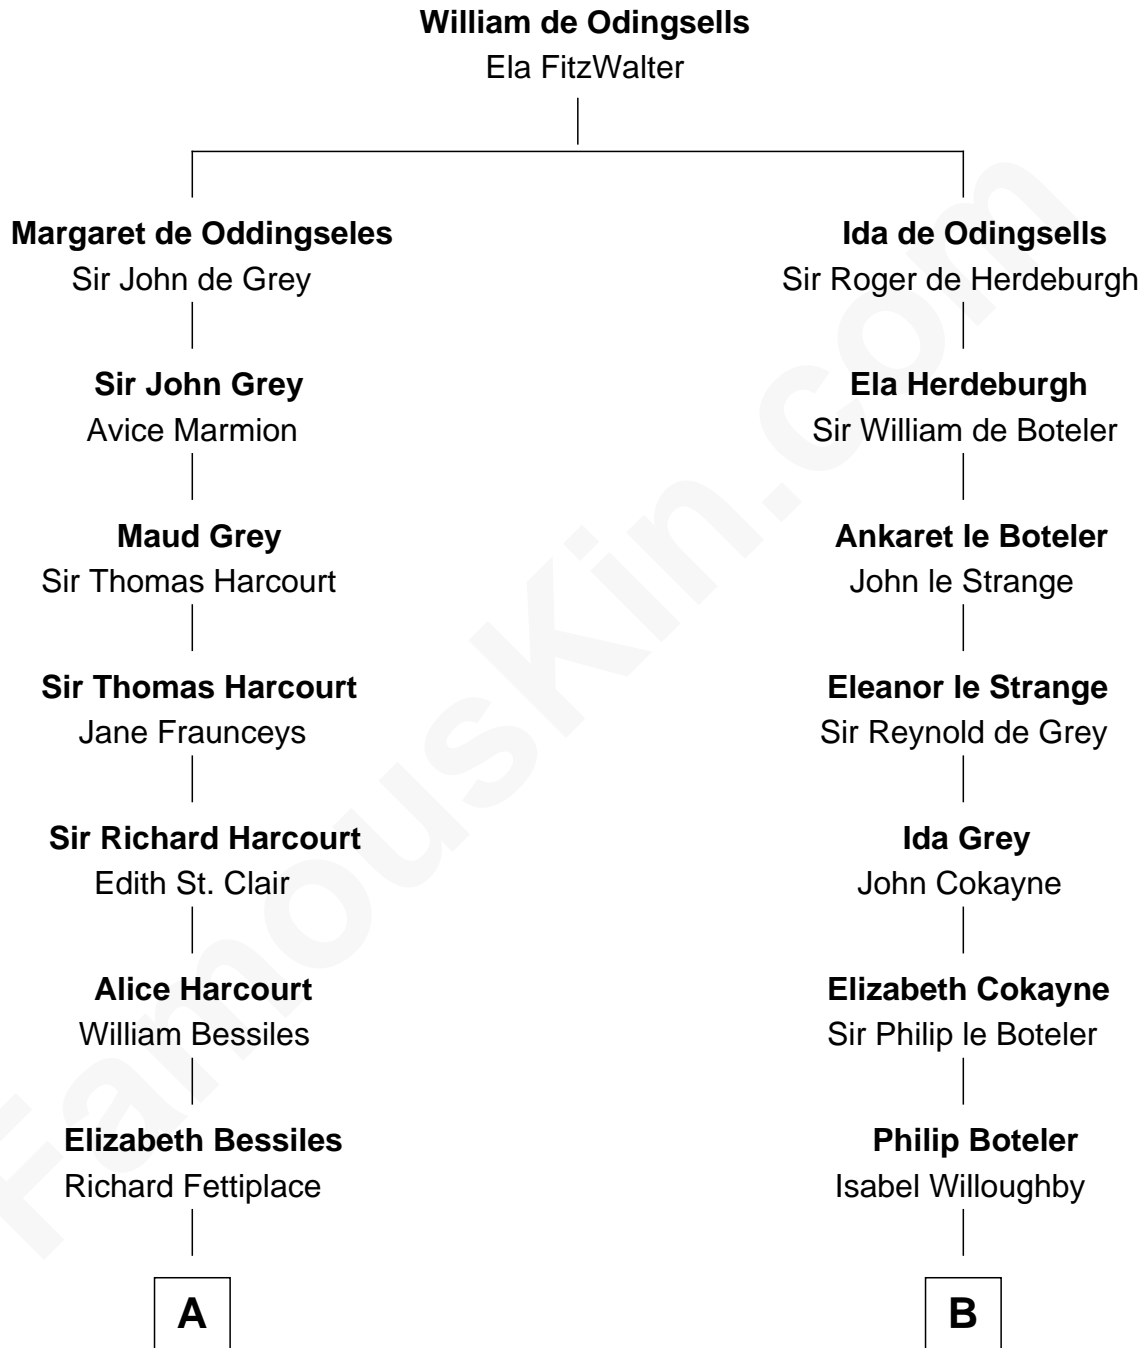 William de Odingsells
Ela FitzWalter
Margaret de Oddingseles
Sir John de Grey
Sir John Grey
Avice Marmion
Maud Grey
Sir Thomas Harcourt
Sir Thomas Harcourt
Jane Fraunceys
Sir Richard Harcourt
Edith St. Clair
Alice Harcourt
William Bessiles
Elizabeth Bessiles
Richard Fettiplace
A
Ida de Odingsells
Sir Roger de Herdeburgh
Ela Herdeburgh
Sir William de Boteler
Ankaret le Boteler
John le Strange
Eleanor le Strange
Sir Reynold de Grey
Ida Grey
John Cokayne
Elizabeth Cokayne
Sir Philip le Boteler
Philip Boteler
Isabel Willoughby
B
FamousKin.com